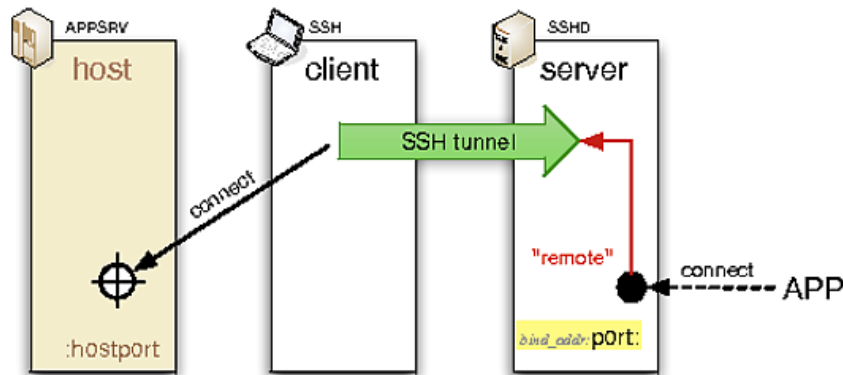 APPSRV
host
SSH
client
SSHD
server
SSH tunnel
connect
"remote"
connect
APP
:hostport
bind_addr:port: